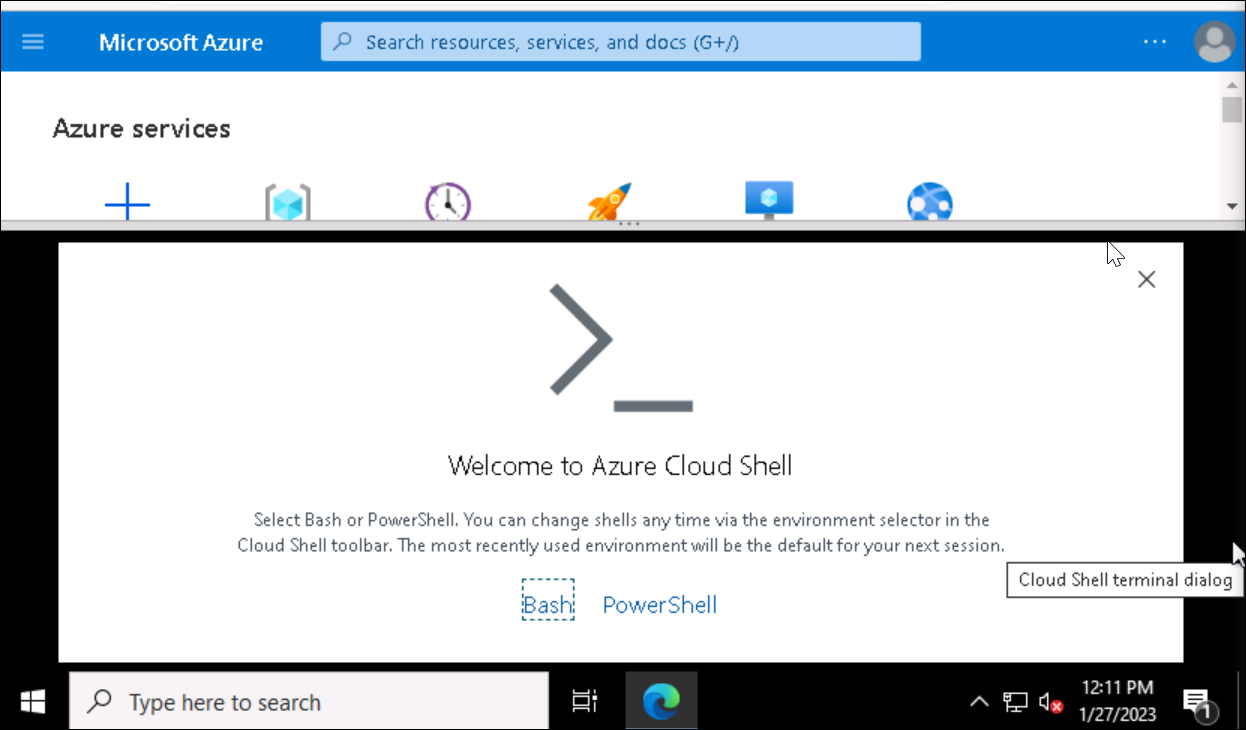 Microsoft Azure
Search resources, services, and docs (G+/)
Azure services
Welcome to Azure Cloud Shell
Select Bash or PowerShell. You can change shells any time via the environment selector in the
Cloud Shell toolbar. The most recently used environment will be the default for your next session.
Cloud Shell terminal dialog
Bash PowerShell
Type here to search
12:11 PM
1/27/2023
1